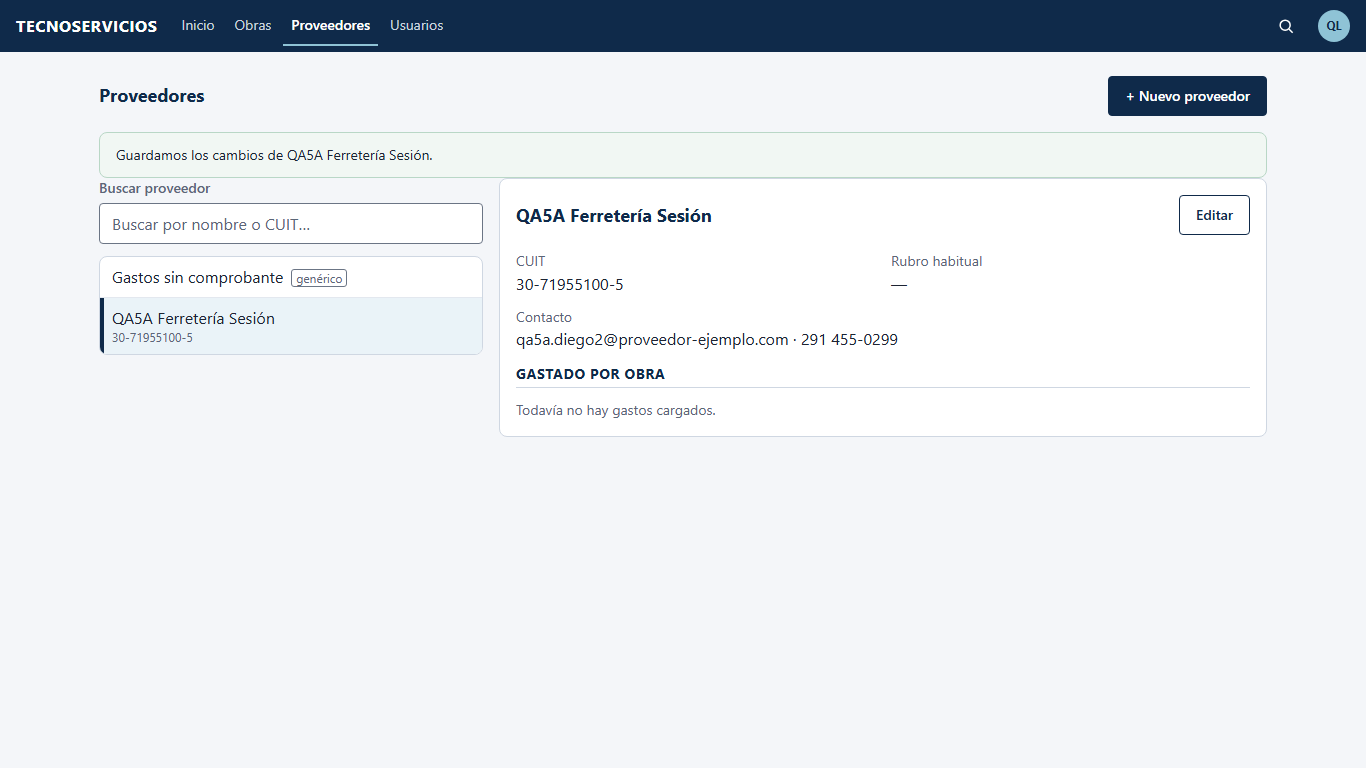 TECNOSERVICIOS Inicio Obras Proveedores Usuarios QL
Proveedores
+ Nuevo proveedor
Guardamos los cambios de QA5A Ferretería Sesión.
Buscar proveedor
Buscar por nombre o CUIT...
Gastos sin comprobante genérico
QA5A Ferretería Sesión
30-71955100-5
QA5A Ferretería Sesión
Editar
CUIT
30-71955100-5
Rubro habitual
—
Contacto
qa5a.diego2@proveedor-ejemplo.com · 291 455-0299
GASTADO POR OBRA
Todavía no hay gastos cargados.